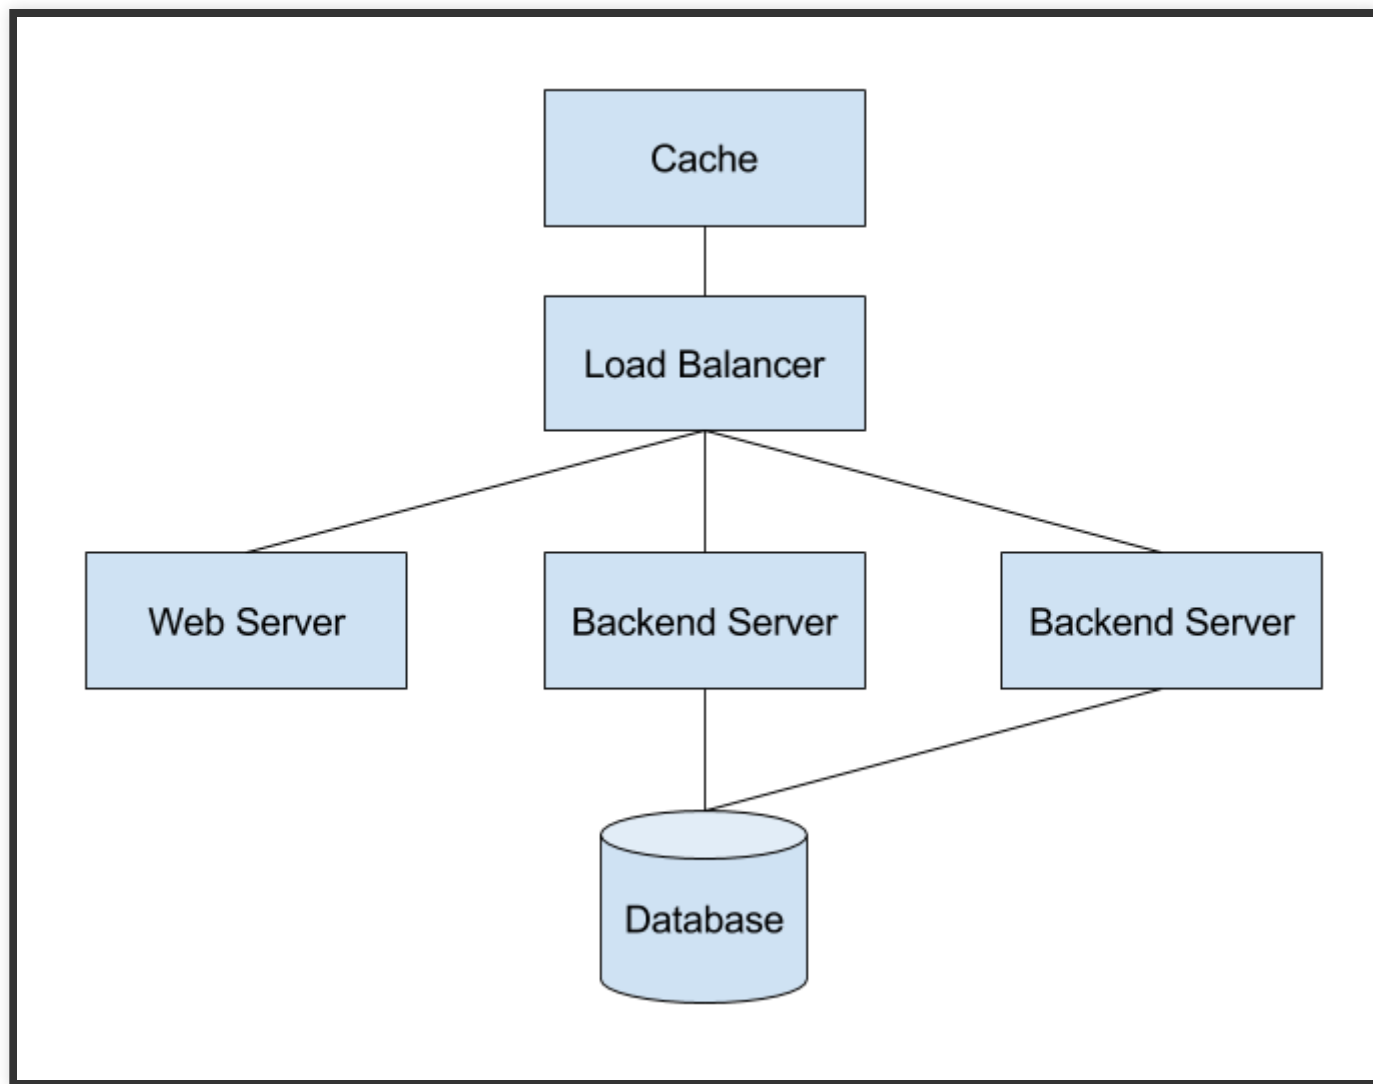 Cache
Load Balancer
Web Server
Backend Server
Backend Server
Database